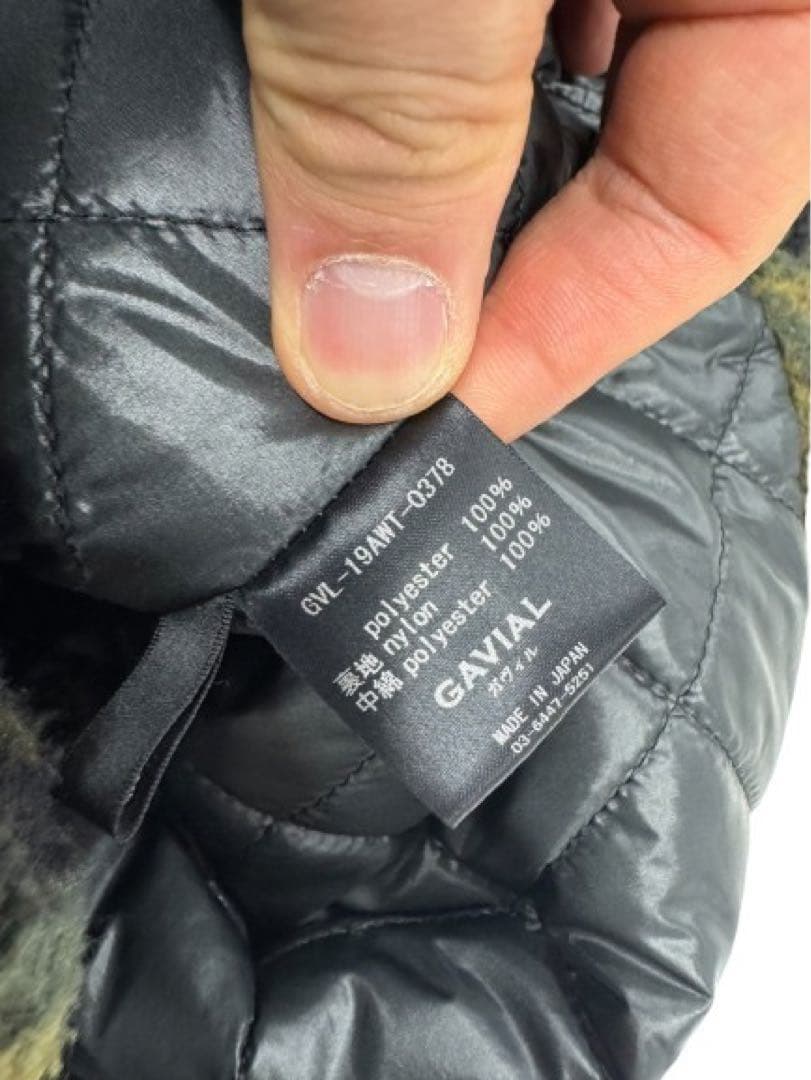 GVL-19AWT-0378
polyester 100%
裏地 nylon 100%
中綿 polyester 100%
GAVIAL
ガヴィル
MADE IN JAPAN
03-6447-5251